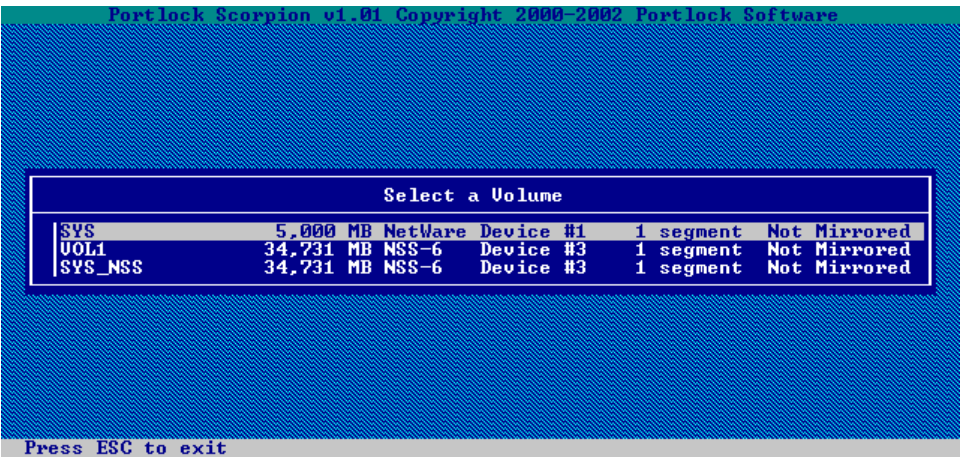 Portlock Scorpion v1.01 Copyright 2000-2002 Portlock Software
Select a Volume
SYS 5,000 MB NetWare Device #1 1 segment Not Mirrored
VOL1 34,731 MB NSS-6 Device #3 1 segment Not Mirrored
SYS_NSS 34,731 MB NSS-6 Device #3 1 segment Not Mirrored
Press ESC to exit